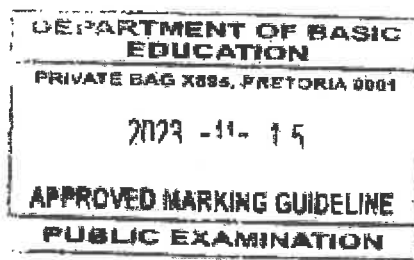 DEPARTMENT OF BASIC
EDUCATION
PRIVATE BAG X895, PRETORIA 0001
2023 -11- 15
APPROVED MARKING GUIDELINE
PUBLIC EXAMINATION